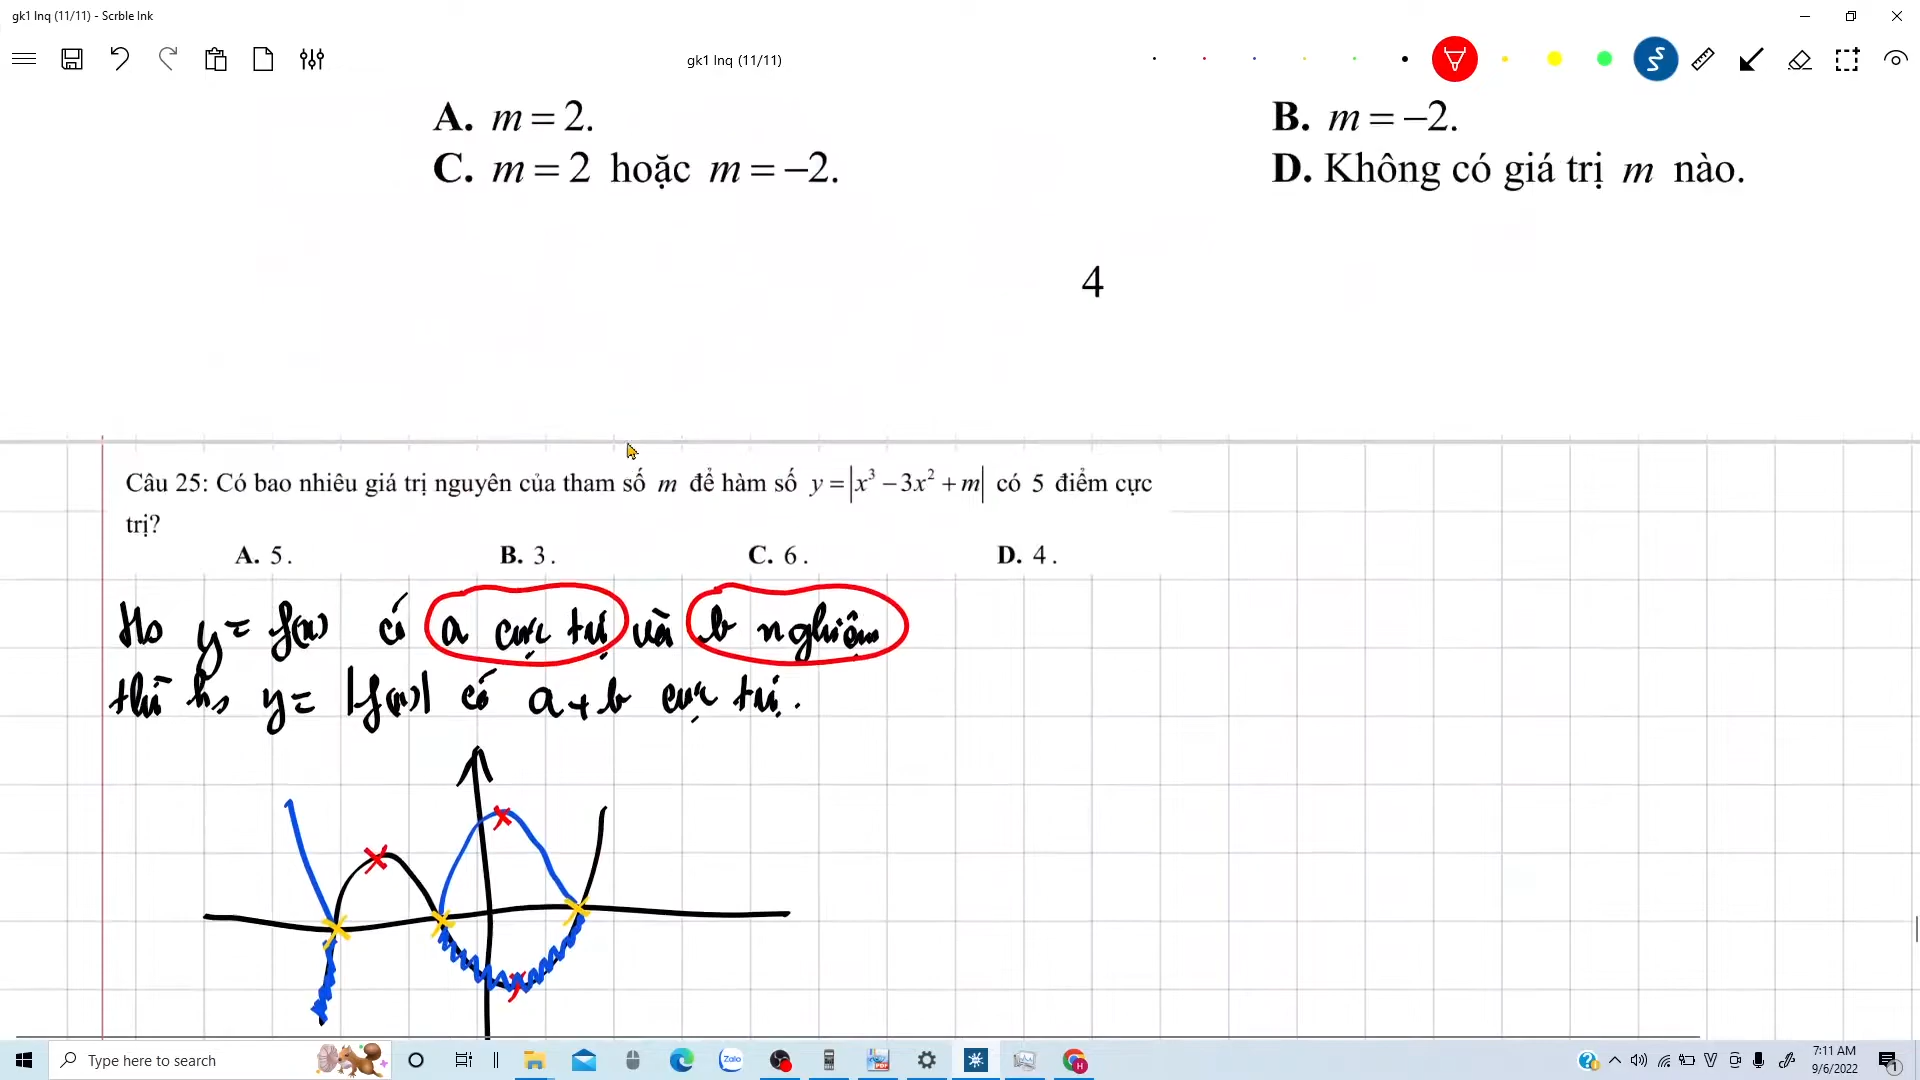 gk1 lnq (11/11) - Scrble Ink
gk1 lnq (11/11)
A. m = 2. B. m = −2.
C. m = 2 hoặc m = −2. D. Không có giá trị m nào.
4
Câu 25: Có bao nhiêu giá trị nguyên của tham số m để hàm số y = |x³ − 3x² + m| có 5 điểm cực
trị?
A. 5. B. 3. C. 6. D. 4.
Hs y = f(x) có a cực trị và b nghiệm
thì hs y = |f(x)| có a + b cực trị.
Type here to search
Zalo
PDF
H
7:11 AM
9/6/2022
1